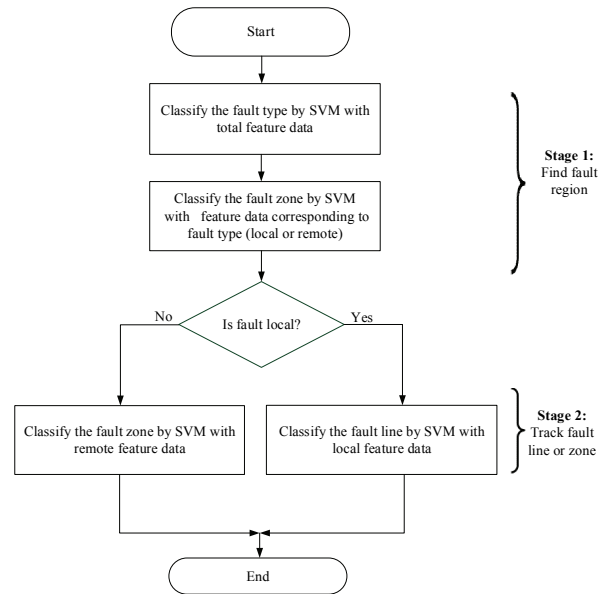 Start
Classify the fault type by SVM with
total feature data
Stage 1:
Find fault
region
Classify the fault zone by SVM
with feature data corresponding to
fault type (local or remote)
No
Is fault local?
Yes
Classify the fault zone by SVM with
remote feature data
Classify the fault line by SVM with
local feature data
Stage 2:
Track fault
line or zone
End